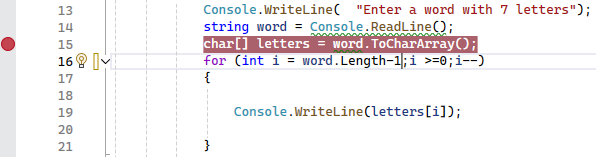 13 Console.WriteLine(  "Enter a word with 7 letters");
14 string word = Console.ReadLine();
15 char[] letters = word.ToCharArray();
16 for (int i = word.Length-1;i >=0;i--)
17 {
18
19 Console.WriteLine(letters[i]);
20
21 }